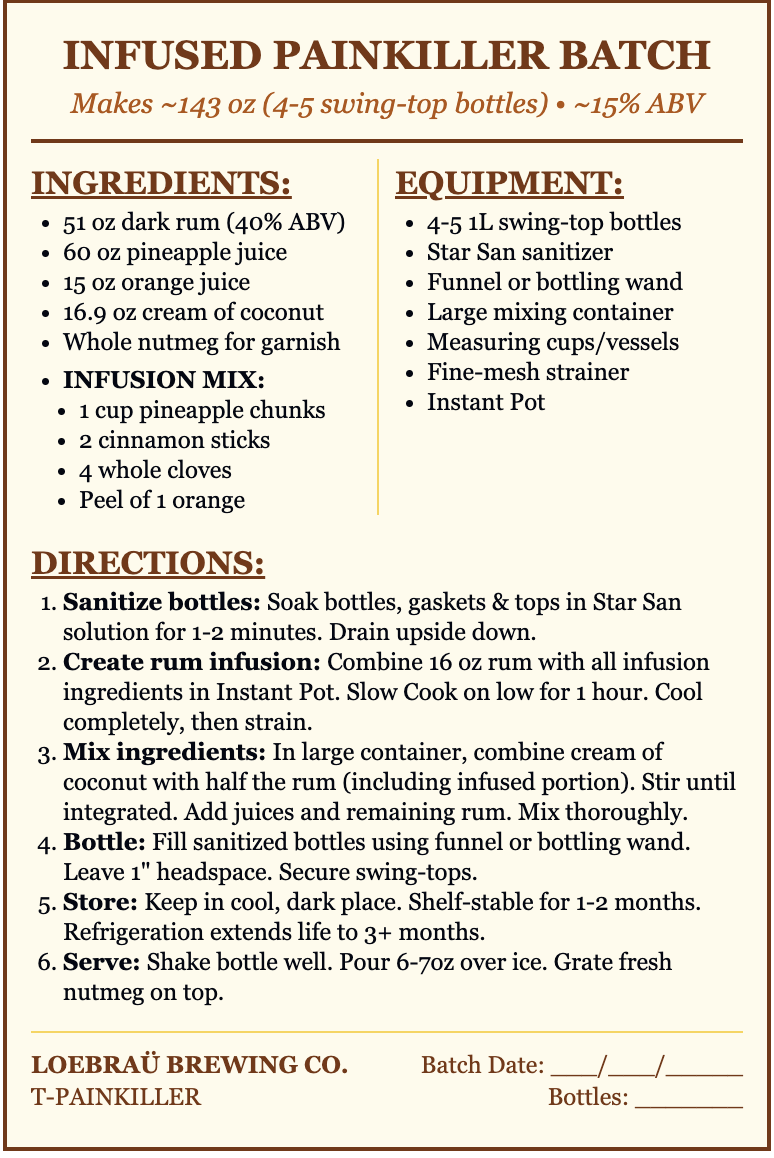 INFUSED PAINKILLER BATCH
Makes ~143 oz (4-5 swing-top bottles) • ~15% ABV
INGREDIENTS:
• 51 oz dark rum (40% ABV)
• 60 oz pineapple juice
• 15 oz orange juice
• 16.9 oz cream of coconut
• Whole nutmeg for garnish
• INFUSION MIX:
• 1 cup pineapple chunks
• 2 cinnamon sticks
• 4 whole cloves
• Peel of 1 orange
EQUIPMENT:
• 4-5 1L swing-top bottles
• Star San sanitizer
• Funnel or bottling wand
• Large mixing container
• Measuring cups/vessels
• Fine-mesh strainer
• Instant Pot
DIRECTIONS:
1. Sanitize bottles: Soak bottles, gaskets & tops in Star San
solution for 1-2 minutes. Drain upside down.
2. Create rum infusion: Combine 16 oz rum with all infusion
ingredients in Instant Pot. Slow Cook on low for 1 hour. Cool
completely, then strain.
3. Mix ingredients: In large container, combine cream of
coconut with half the rum (including infused portion). Stir until
integrated. Add juices and remaining rum. Mix thoroughly.
4. Bottle: Fill sanitized bottles using funnel or bottling wand.
Leave 1" headspace. Secure swing-tops.
5. Store: Keep in cool, dark place. Shelf-stable for 1-2 months.
Refrigeration extends life to 3+ months.
6. Serve: Shake bottle well. Pour 6-7oz over ice. Grate fresh
nutmeg on top.
LOEBRAÜ BREWING CO.
T-PAINKILLER
Batch Date: ___/___/_____
Bottles: _______